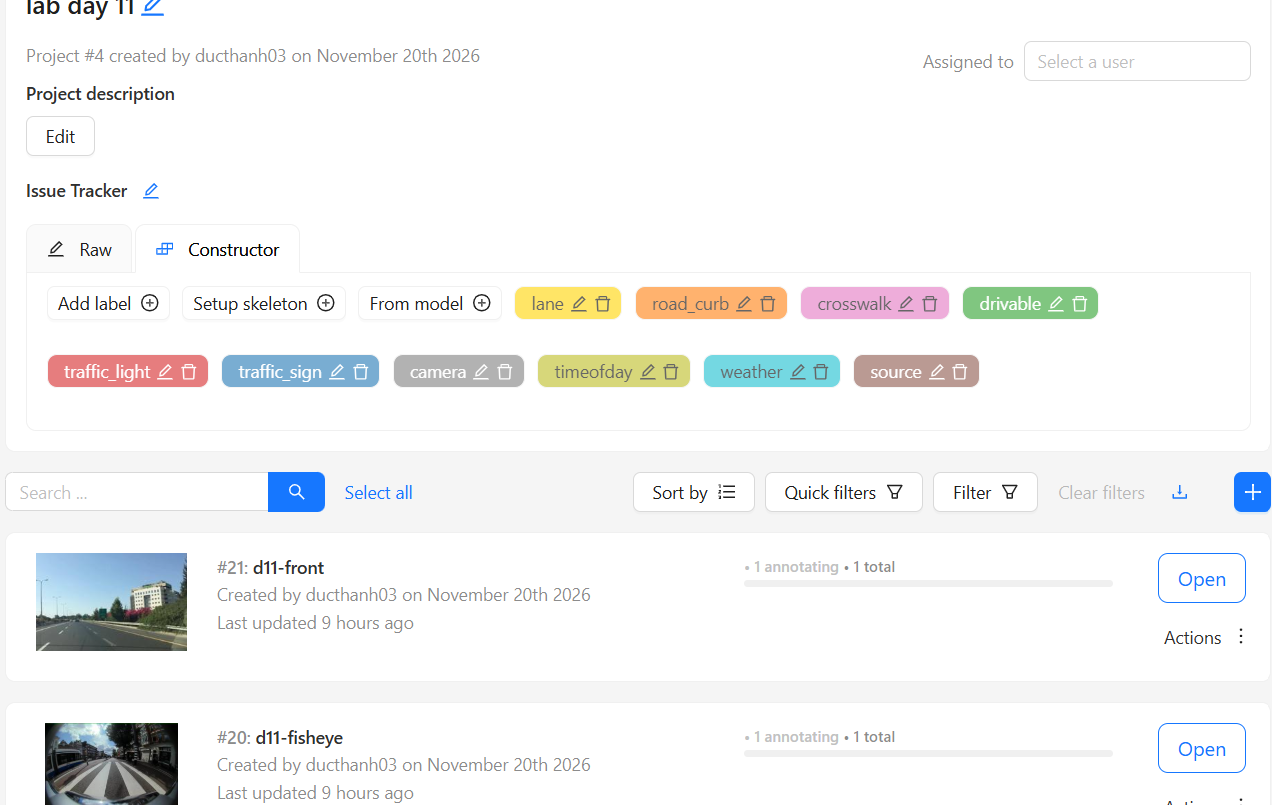 lab day 11
Project #4 created by ducthanh03 on November 20th 2026
Assigned to Select a user
Project description
Edit
Issue Tracker
Raw Constructor
Add label Setup skeleton From model lane road_curb crosswalk drivable
traffic_light traffic_sign camera timeofday weather source
Search ... Select all Sort by Quick filters Filter Clear filters
#21: d11-front • 1 annotating • 1 total Open
Created by ducthanh03 on November 20th 2026
Last updated 9 hours ago Actions
#20: d11-fisheye • 1 annotating • 1 total Open
Created by ducthanh03 on November 20th 2026
Last updated 9 hours ago